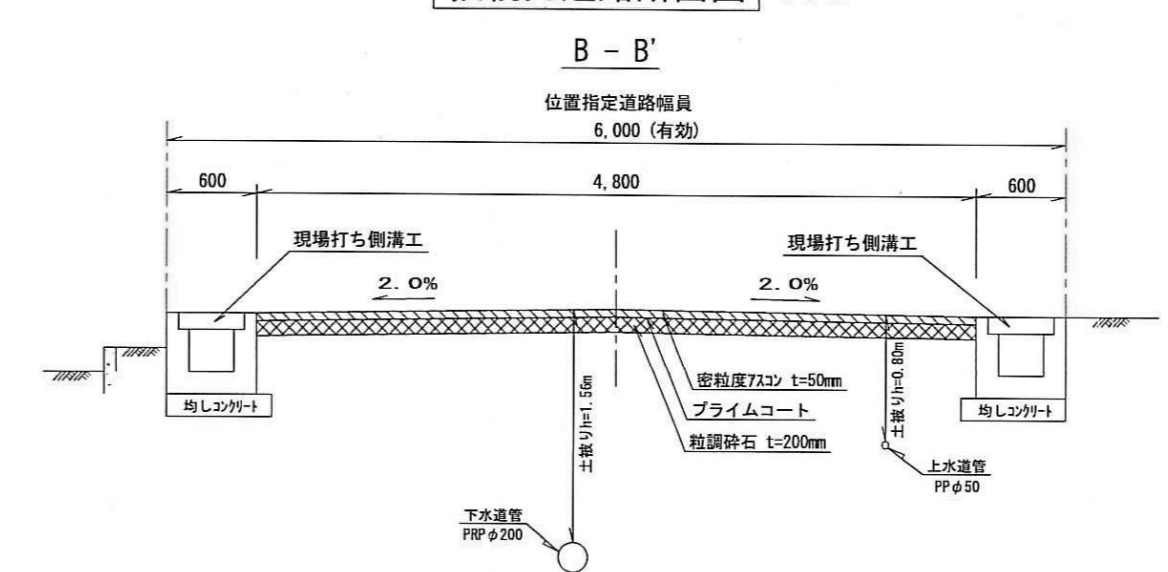 B - B'
位置指定道路幅員
6,000 (有効)
600
4,800
600
現場打ち側溝工
現場打ち側溝工
2.0%
2.0%
密粒度アスコン t=50mm
プライムコート
粒調砕石 t=200mm
均しコンクリート
均しコンクリート
土被りh=1.56m
土被りh=0.80m
上水道管
PPφ50
下水道管
PRPφ200